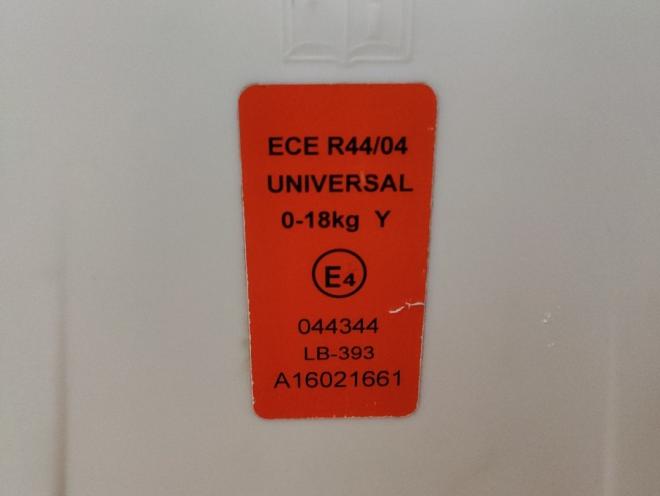 ECE R44/04
UNIVERSAL
0-18kg Y
E4
044344
LB-393
A16021661